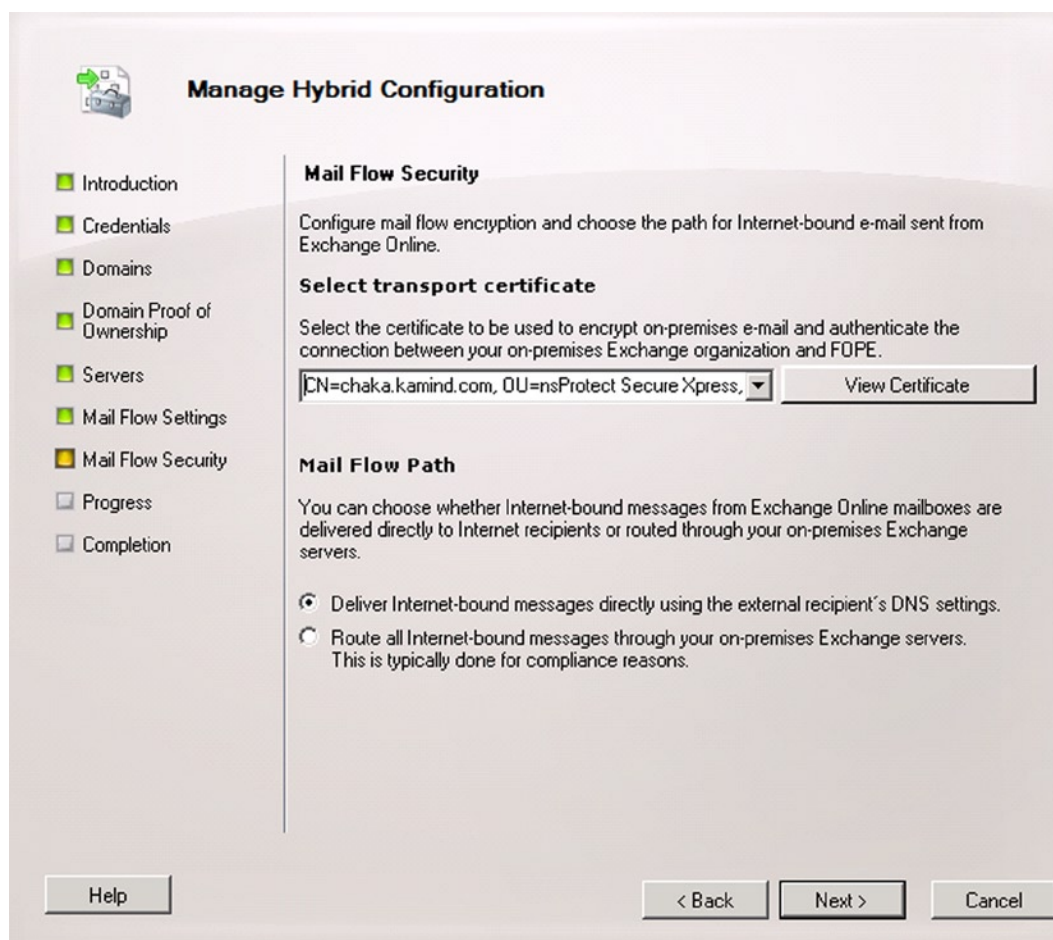 Manage Hybrid Configuration
Introduction
Credentials
Domains
Domain Proof of
Ownership
Servers
Mail Flow Settings
Mail Flow Security
Progress
Completion
Mail Flow Security
Configure mail flow encryption and choose the path for Internet-bound e-mail sent from
Exchange Online.
Select transport certificate
Select the certificate to be used to encrypt on-premises e-mail and authenticate the
connection between your on-premises Exchange organization and FOPE.
CN=chaka.kamind.com, OU=nsProtect Secure Xpress,
View Certificate
Mail Flow Path
You can choose whether Internet-bound messages from Exchange Online mailboxes are
delivered directly to Internet recipients or routed through your on-premises Exchange
servers.
Deliver Internet-bound messages directly using the external recipient's DNS settings.
Route all Internet-bound messages through your on-premises Exchange servers.
This is typically done for compliance reasons.
Help
< Back
Next >
Cancel